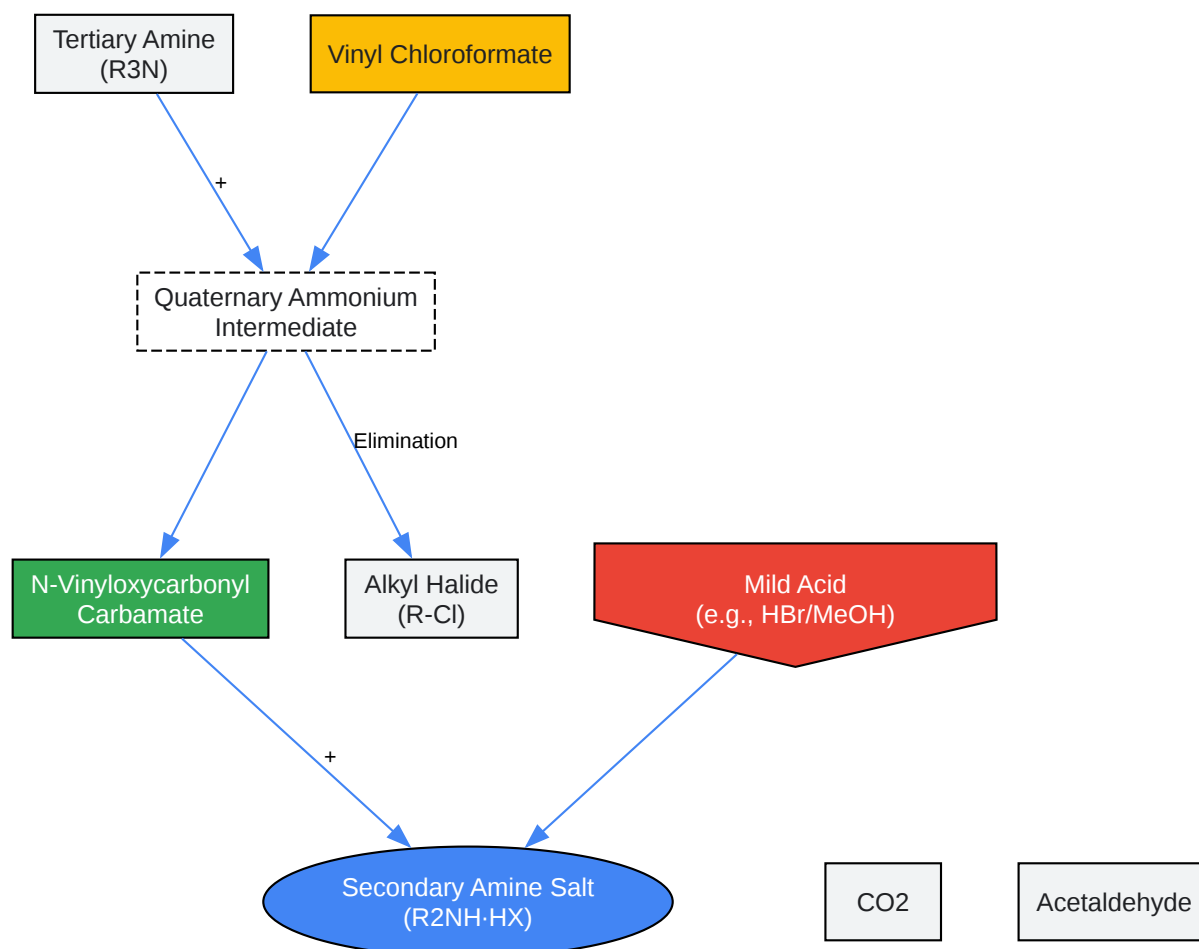 Tertiary Amine
(R3N)
Vinyl Chloroformate
+
Quaternary Ammonium
Intermediate
Elimination
N-Vinyloxycarbonyl
Carbamate
Alkyl Halide
(R-Cl)
Mild Acid
(e.g., HBr/MeOH)
+
Secondary Amine Salt
(R2NH·HX)
CO2
Acetaldehyde